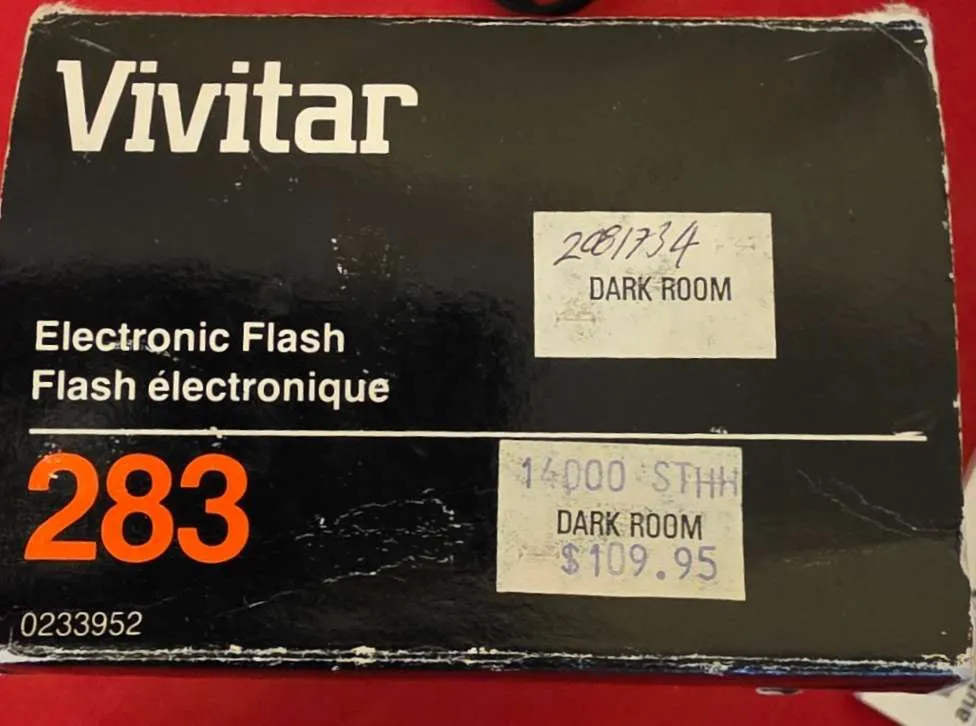 Vivitar
2081734
DARK ROOM
Electronic Flash
Flash électronique
283
14000 STHH
DARK ROOM
$109.95
0233952